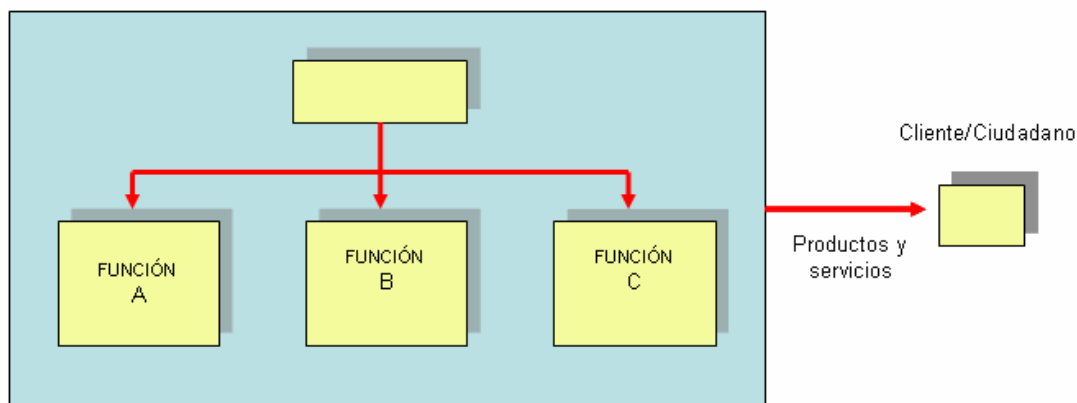 Cliente/Ciudadano
FUNCIÓN
A
FUNCIÓN
B
FUNCIÓN
C
Productos y
servicios